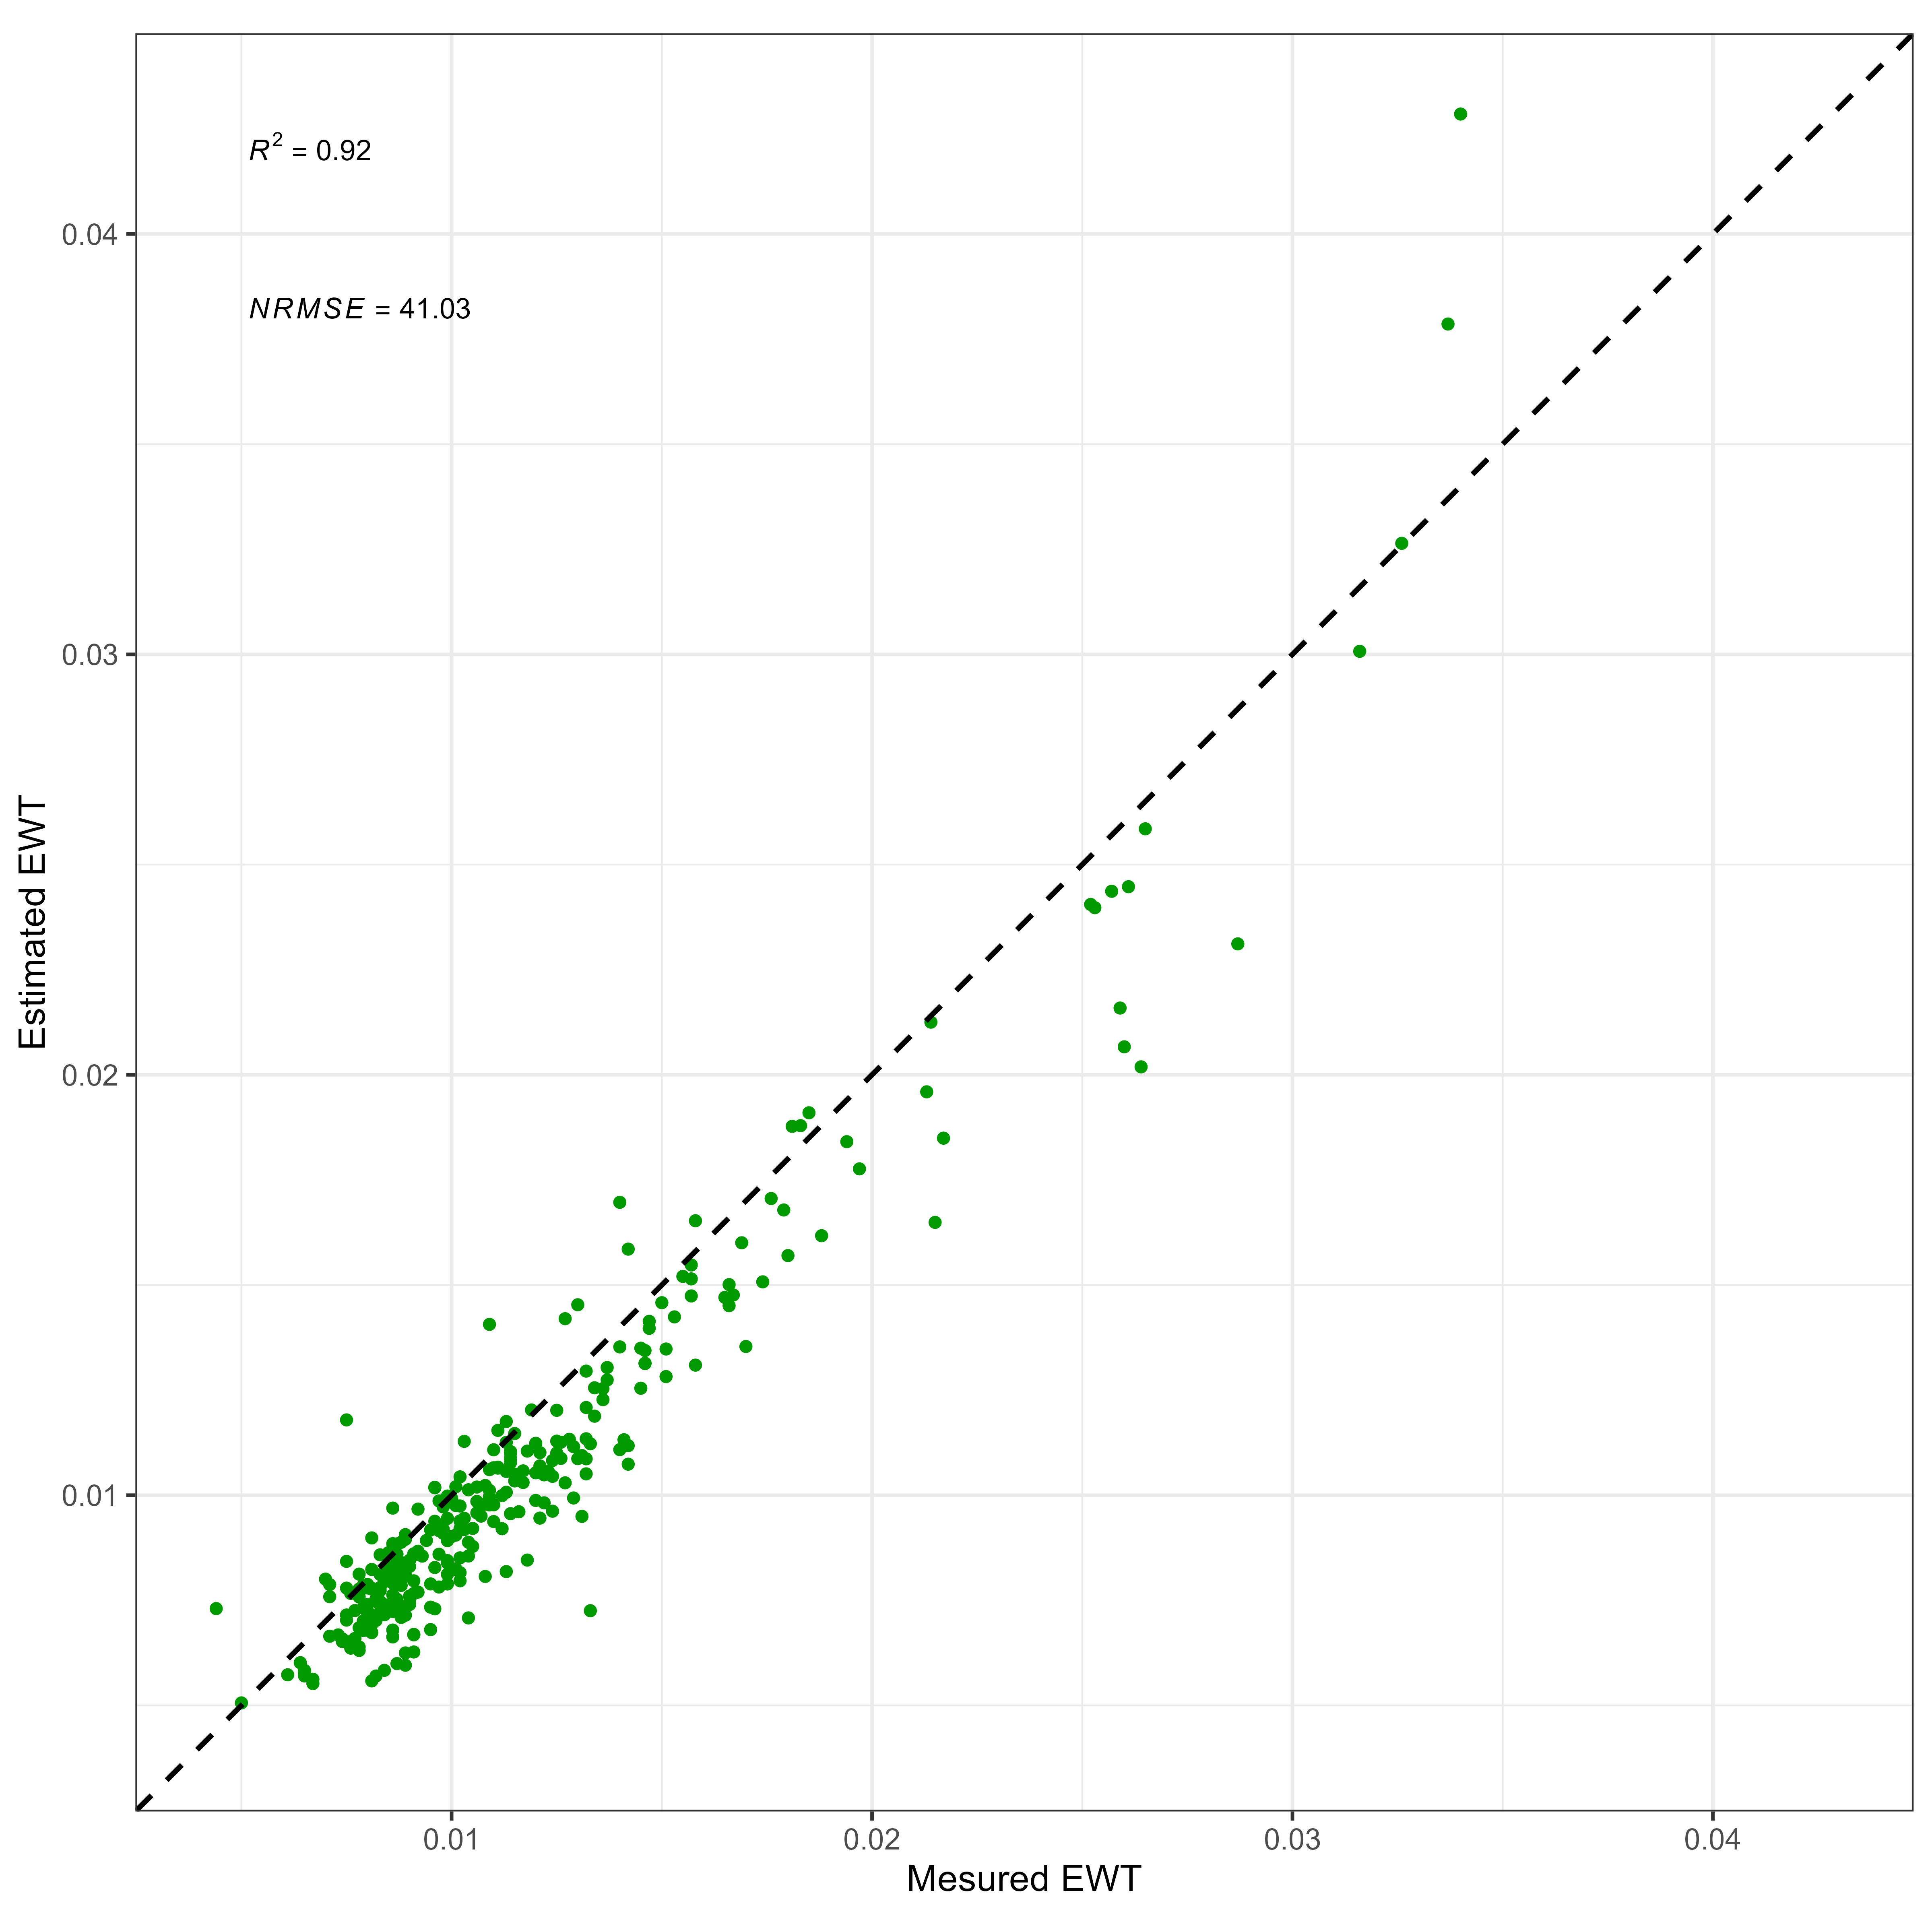 R² = 0.92
NRMSE = 41.03
Estimated EWT
0.04
0.03
0.02
0.01
0.01 0.02 0.03 0.04
Mesured EWT